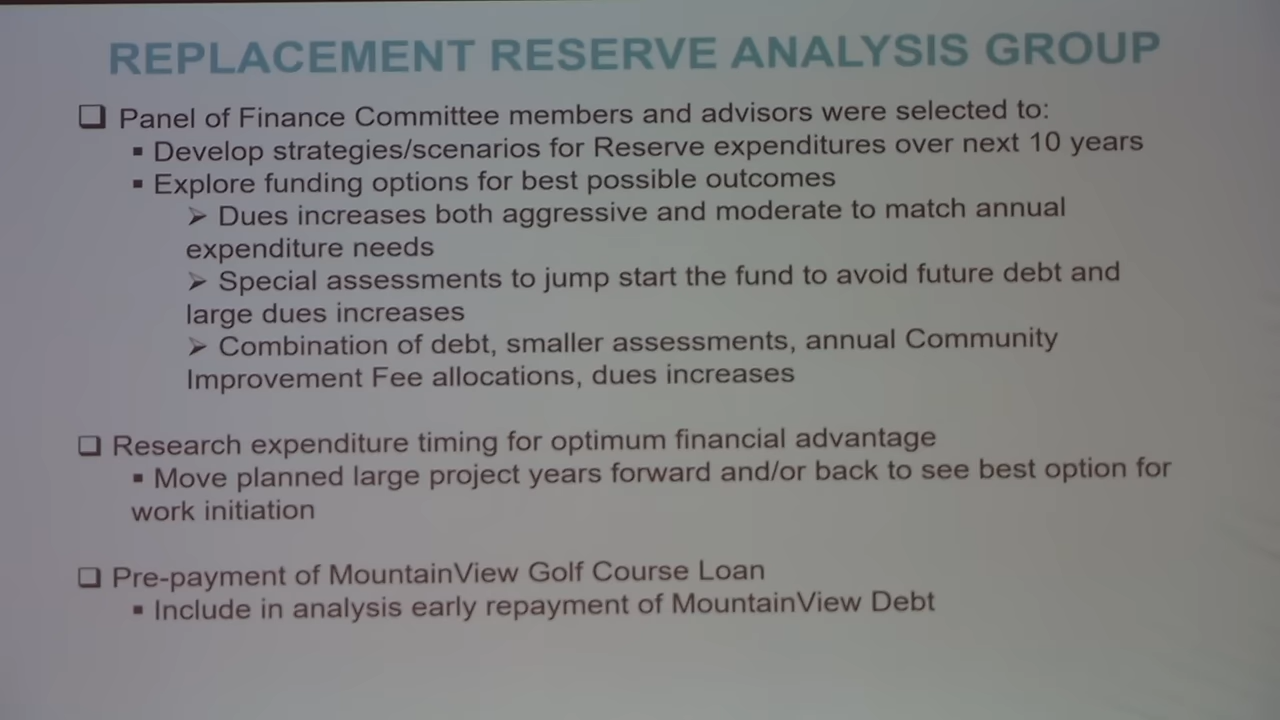 REPLACEMENT RESERVE ANALYSIS GROUP
Panel of Finance Committee members and advisors were selected to:
Develop strategies/scenarios for Reserve expenditures over next 10 years
Explore funding options for best possible outcomes
Dues increases both aggressive and moderate to match annual
expenditure needs
Special assessments to jump start the fund to avoid future debt and
large dues increases
Combination of debt, smaller assessments, annual Community
Improvement Fee allocations, dues increases
Research expenditure timing for optimum financial advantage
Move planned large project years forward and/or back to see best option for
work initiation
Pre-payment of MountainView Golf Course Loan
Include in analysis early repayment of MountainView Debt